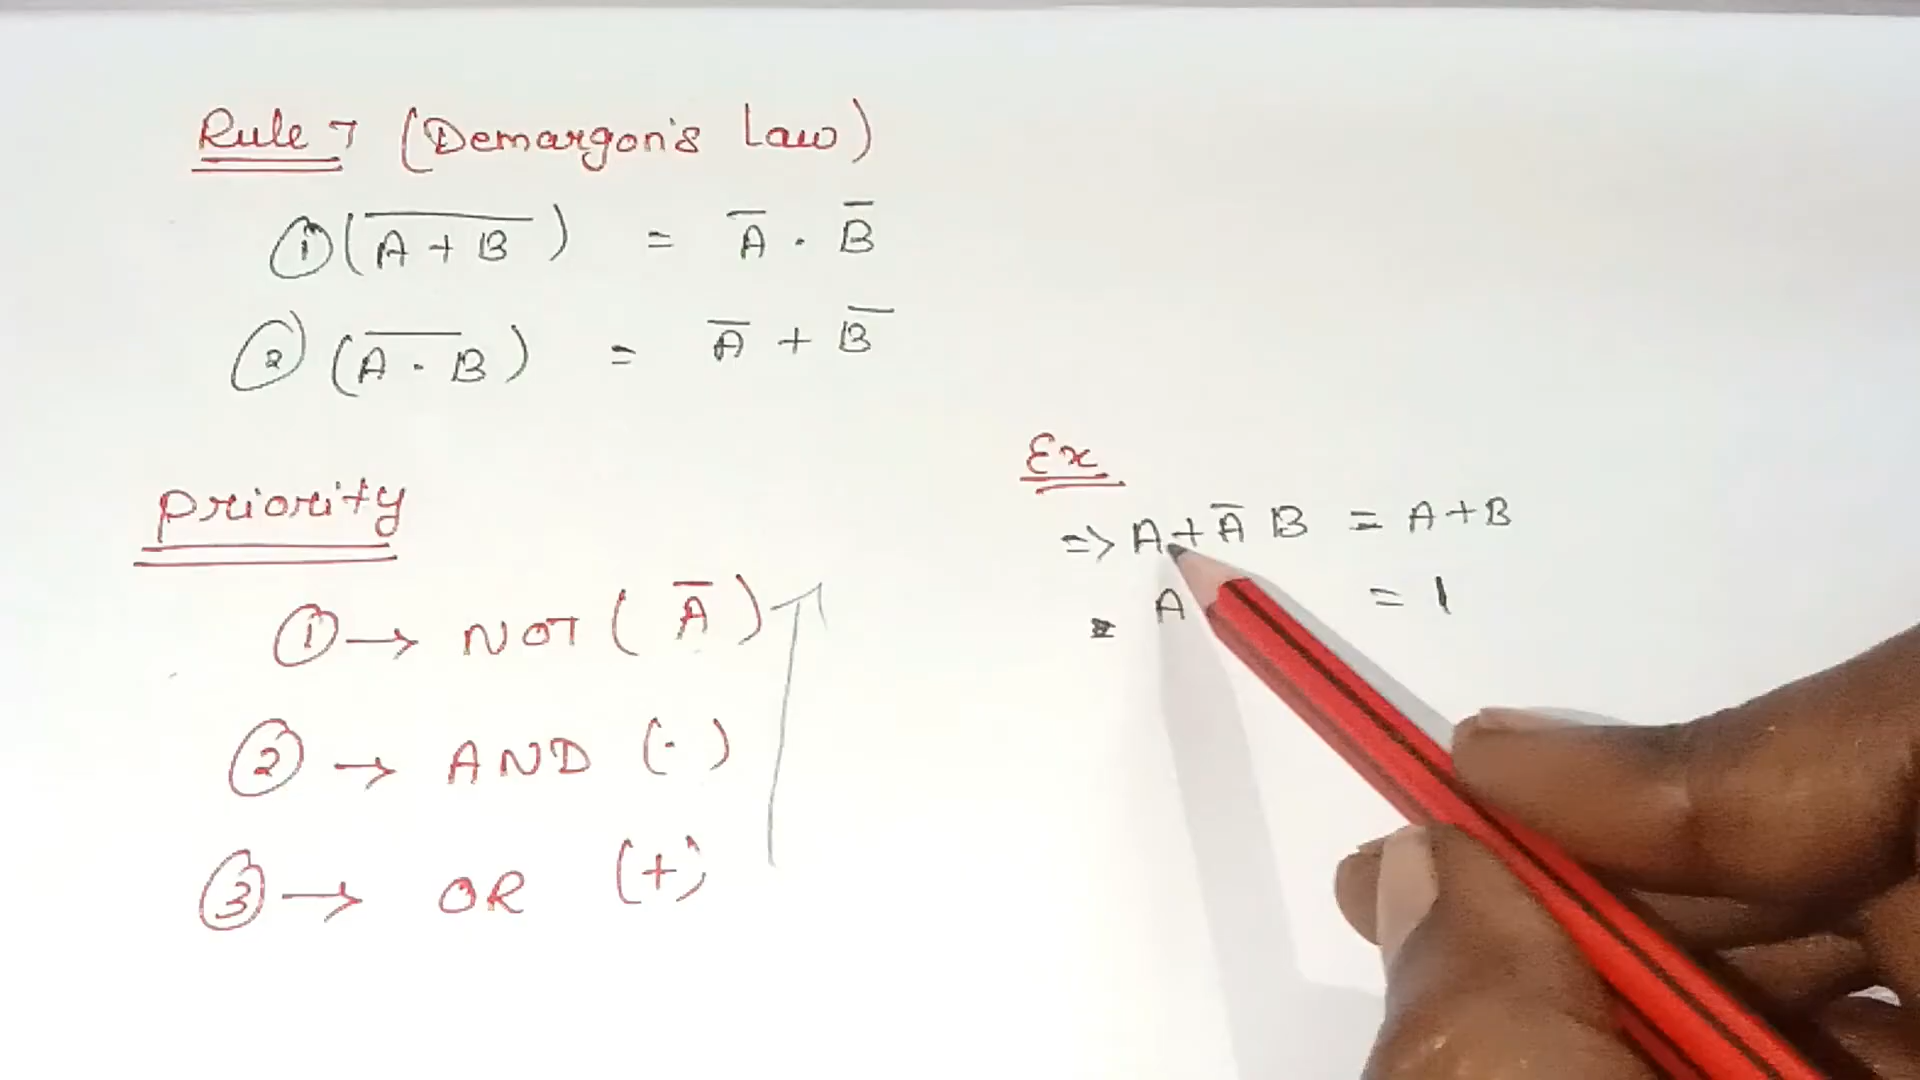 Rule 7 (Demargon's Law)
① (A̅ ̅+̅ ̅B̅) = A̅ . B̅
② (A̅ ̅.̅ ̅B̅) = A̅ + B̅
Priority
① → NOT (A̅)
② → AND (.)
③ → OR (+)
Ex
=> A + A̅ B = A + B
= A = 1